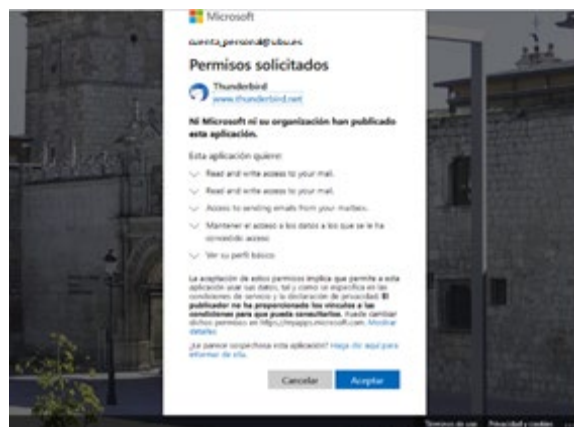 Microsoft
cuenta_personal@ubu.es
Permisos solicitados
Thunderbird
www.thunderbird.net
Ni Microsoft ni su organización han publicado
esta aplicación.
Esta aplicación quiere:
Read and write access to your mail.
Read and write access to your mail.
Access to sending emails from your mailbox.
Mantener el acceso a los datos a los que se le ha
concedido acceso
Ver su perfil básico
La aceptación de estos permisos implica que permite a esta
aplicación usar sus datos, tal y como se especifica en las
condiciones de servicio y la declaración de privacidad. El
publicador no ha proporcionado los vínculos a las
condiciones para que pueda consultarlos. Puede cambiar
dichos permisos en https://myapps.microsoft.com. Mostrar
detalles
¿Le parece sospechosa esta aplicación? Haga clic aquí para
informar de ella.
Cancelar Aceptar
Términos de uso Privacidad y cookies ...